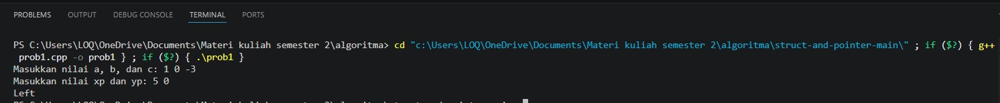 PROBLEMS OUTPUT DEBUG CONSOLE TERMINAL PORTS
PS C:\Users\LOQ\OneDrive\Documents\Materi kuliah semester 2\algoritma> cd "c:\Users\LOQ\OneDrive\Documents\Materi kuliah semester 2\algoritma\struct-and-pointer-main\" ; if ($?) { g++
prob1.cpp -o prob1 } ; if ($?) { .\prob1 }
Masukkan nilai a, b, dan c: 1 0 -3
Masukkan nilai xp dan yp: 5 0
Left